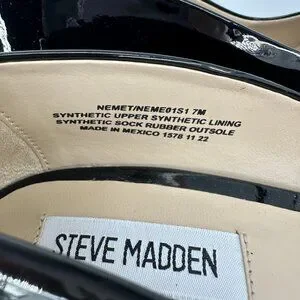 NEMET/NEME01S1 7M
SYNTHETIC UPPER SYNTHETIC LINING
SYNTHETIC SOCK RUBBER OUTSOLE
MADE IN MEXICO 1578 11 22
STEVE MADDEN